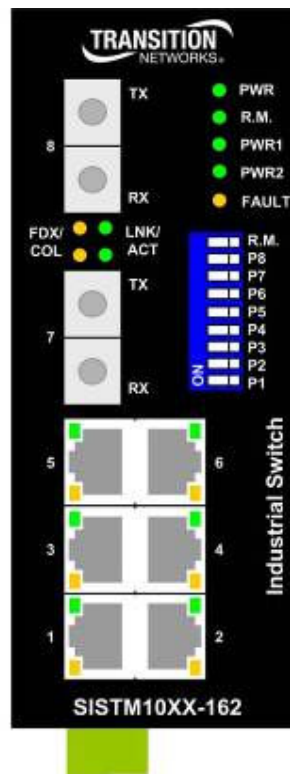 TRANSITION
NETWORKS®
TX
8
RX
PWR
R.M.
PWR1
PWR2
FAULT
FDX/
COL
LNK/
ACT
TX
7
RX
R.M.
P8
P7
P6
P5
P4
P3
P2
P1
ON
5
6
3
4
1
2
Industrial Switch
SISTM10XX-162